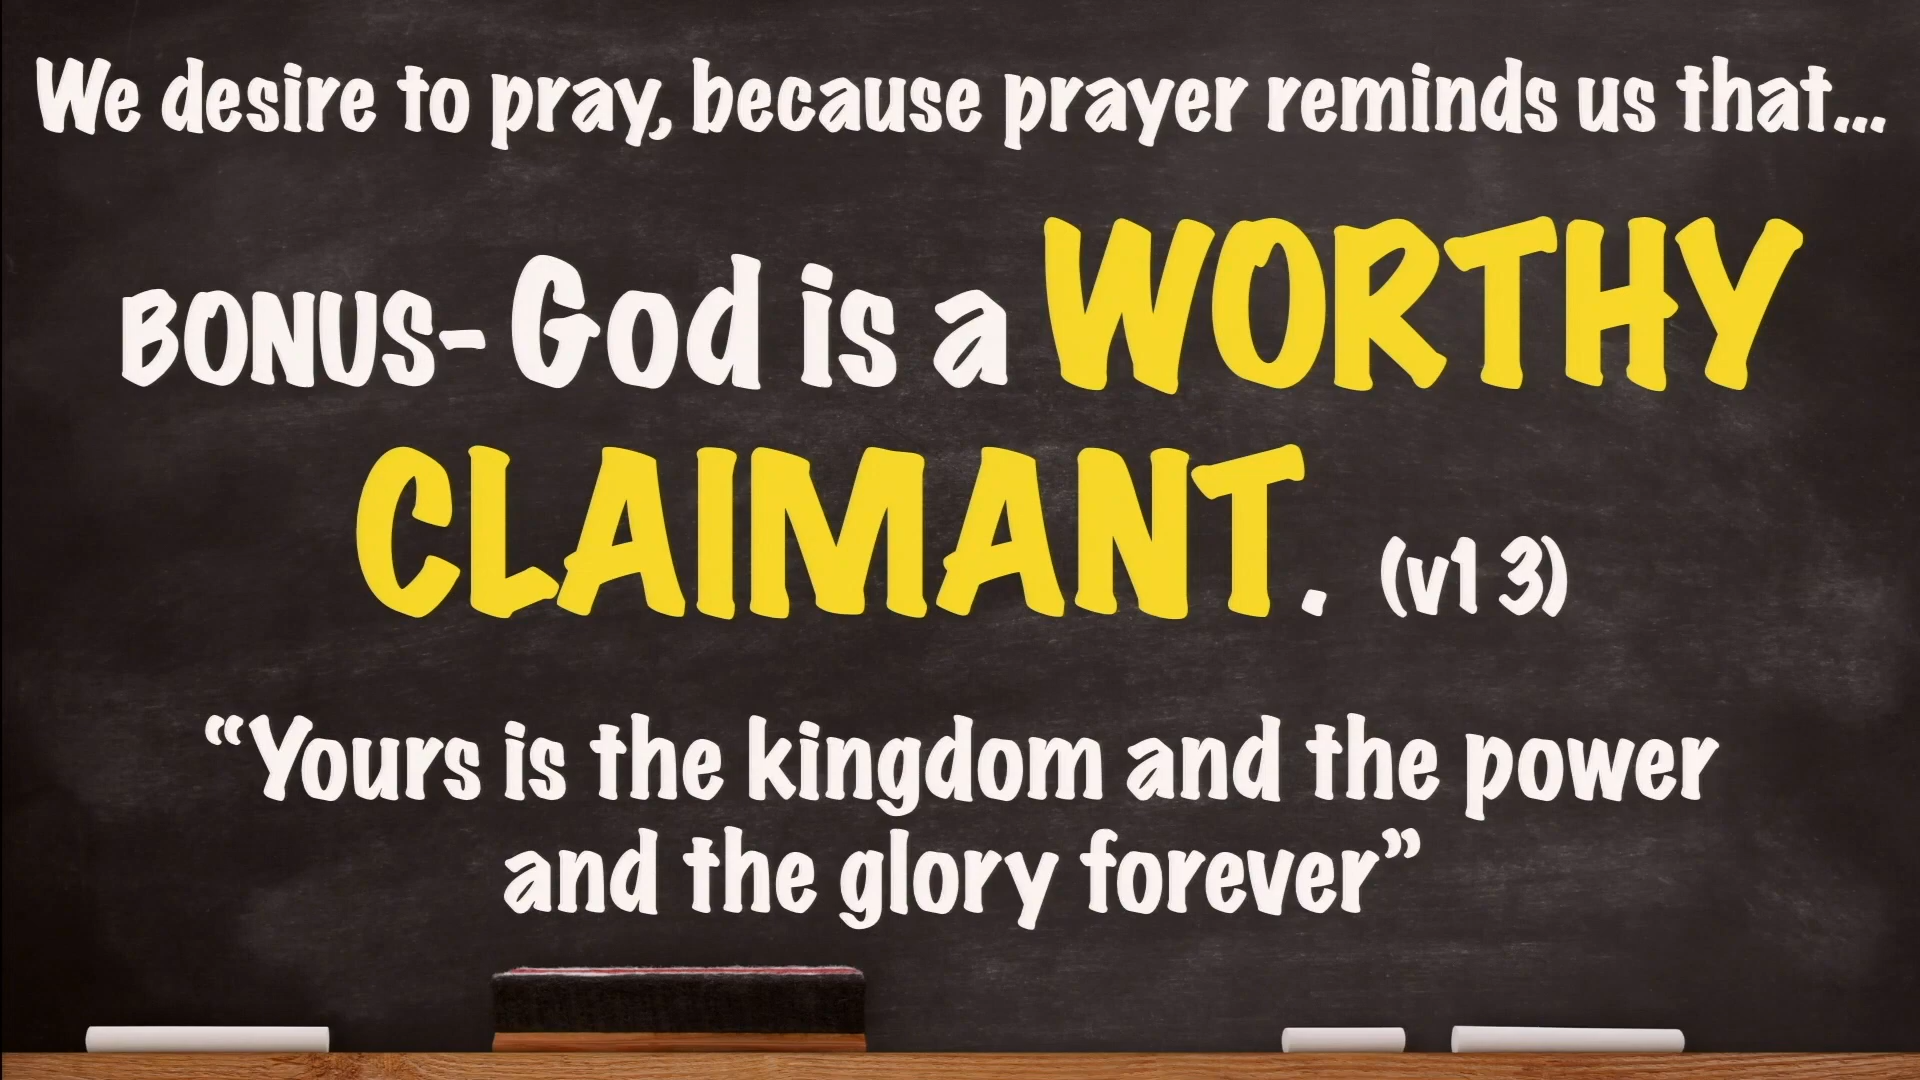 We desire to pray, because prayer reminds us that...
BONUS- God is a WORTHY
CLAIMANT. (v13)
“Yours is the kingdom and the power
and the glory forever”